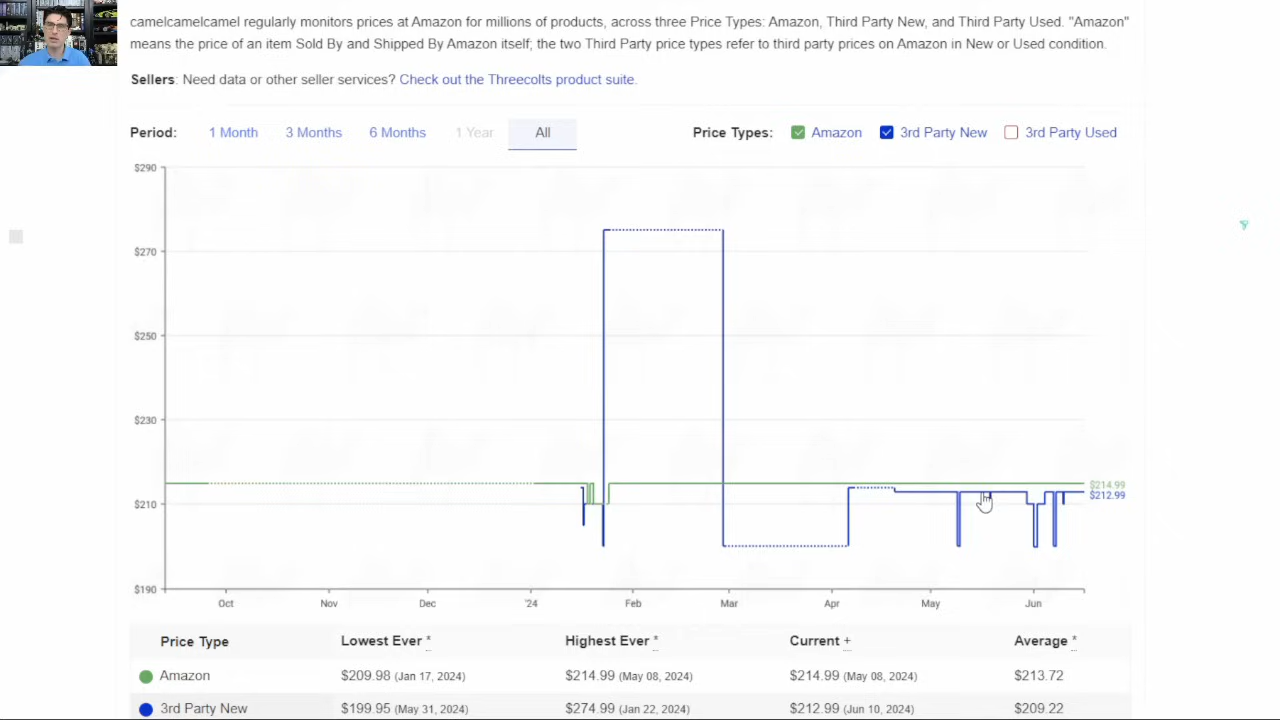 camelcamelcamel regularly monitors prices at Amazon for millions of products, across three Price Types: Amazon, Third Party New, and Third Party Used. "Amazon"
means the price of an item Sold By and Shipped By Amazon itself; the two Third Party price types refer to third party prices on Amazon in New or Used condition.
Sellers: Need data or other seller services? Check out the Threecolts product suite.
Period: 1 Month 3 Months 6 Months 1 Year All Price Types: Amazon 3rd Party New 3rd Party Used
$290
$270
$250
$230
$210
$190
$214.99
$212.99
Oct Nov Dec '24 Feb Mar Apr May Jun
Price Type Lowest Ever * Highest Ever * Current + Average *
Amazon $209.98 (Jan 17, 2024) $214.99 (May 08, 2024) $214.99 (May 08, 2024) $213.72
3rd Party New $199.95 (May 31, 2024) $274.99 (Jan 22, 2024) $212.99 (Jun 10, 2024) $209.22